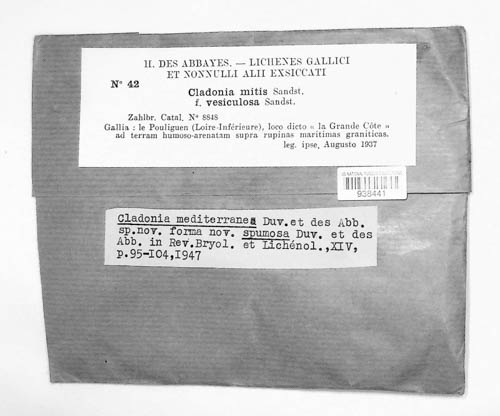 H. DES ABBAYES. — LICHENES GALLICI
ET NONNULLI ALII EXSICCATI
N° 42
Cladonia mitis Sandst.
f. vesiculosa Sandst.
Zahlbr. Catal. N° 8848
Gallia : le Pouliguen (Loire-Inférieure), loco dicto « la Grande Côte »
ad terram humoso-arenatam supra rupinas maritimas graniticas.
leg. ipse, Augusto 1937
938441
Cladonia mediterranea Duv.et des Abb.
sp.nov. forma nov. spumosa Duv. et des
Abb. in Rev.Bryol. et Lichénol.,XIV,
p.95-I04,I947